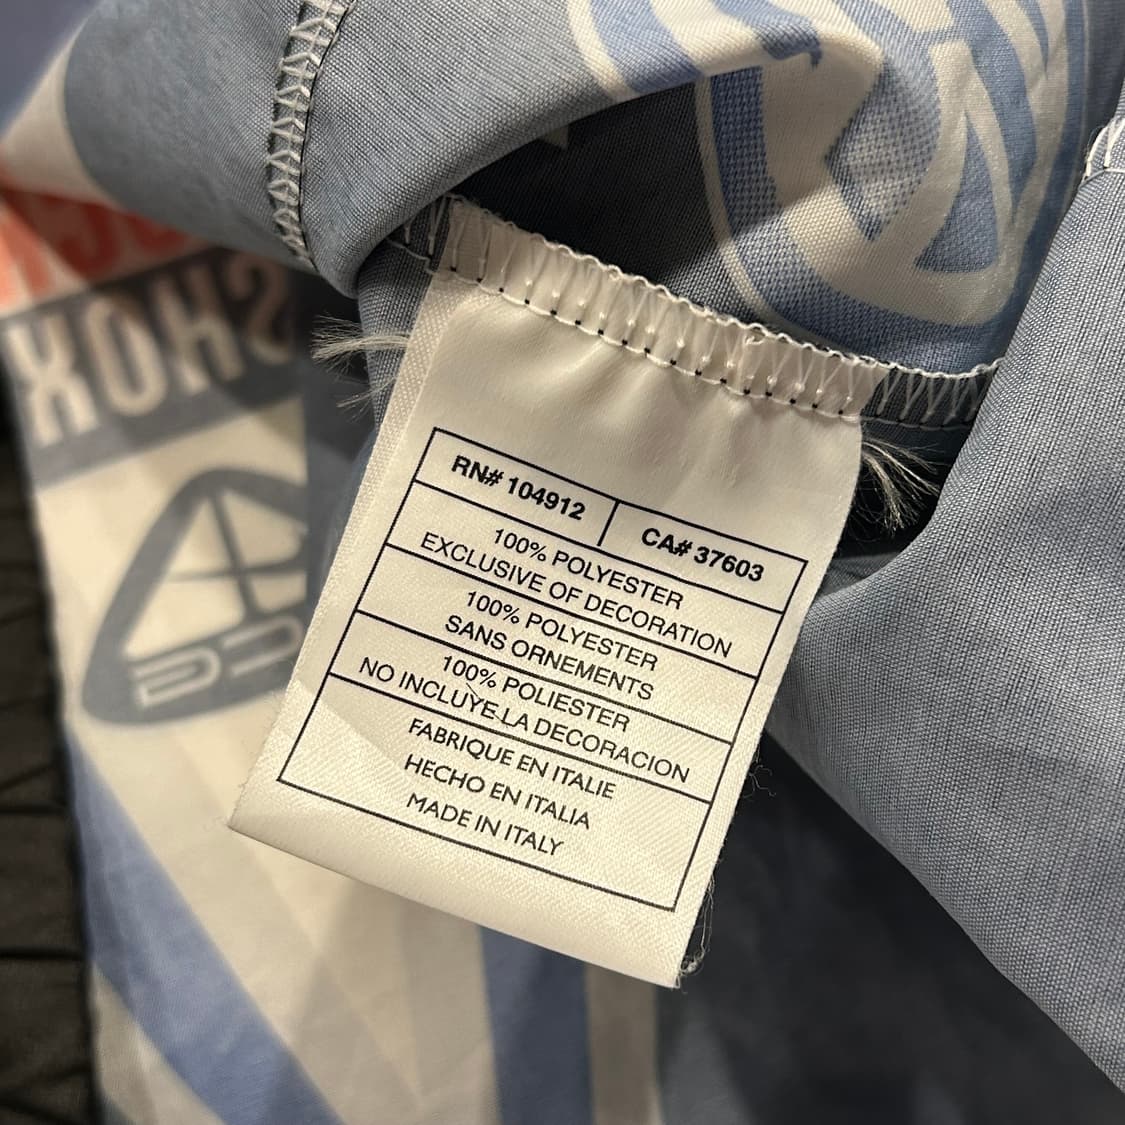 RN# 104912
CA# 37603
100% POLYESTER
EXCLUSIVE OF DECORATION
100% POLYESTER
SANS ORNEMENTS
100% POLIESTER
NO INCLUYE LA DECORACION
FABRIQUE EN ITALIE
HECHO EN ITALIA
MADE IN ITALY
SHOX